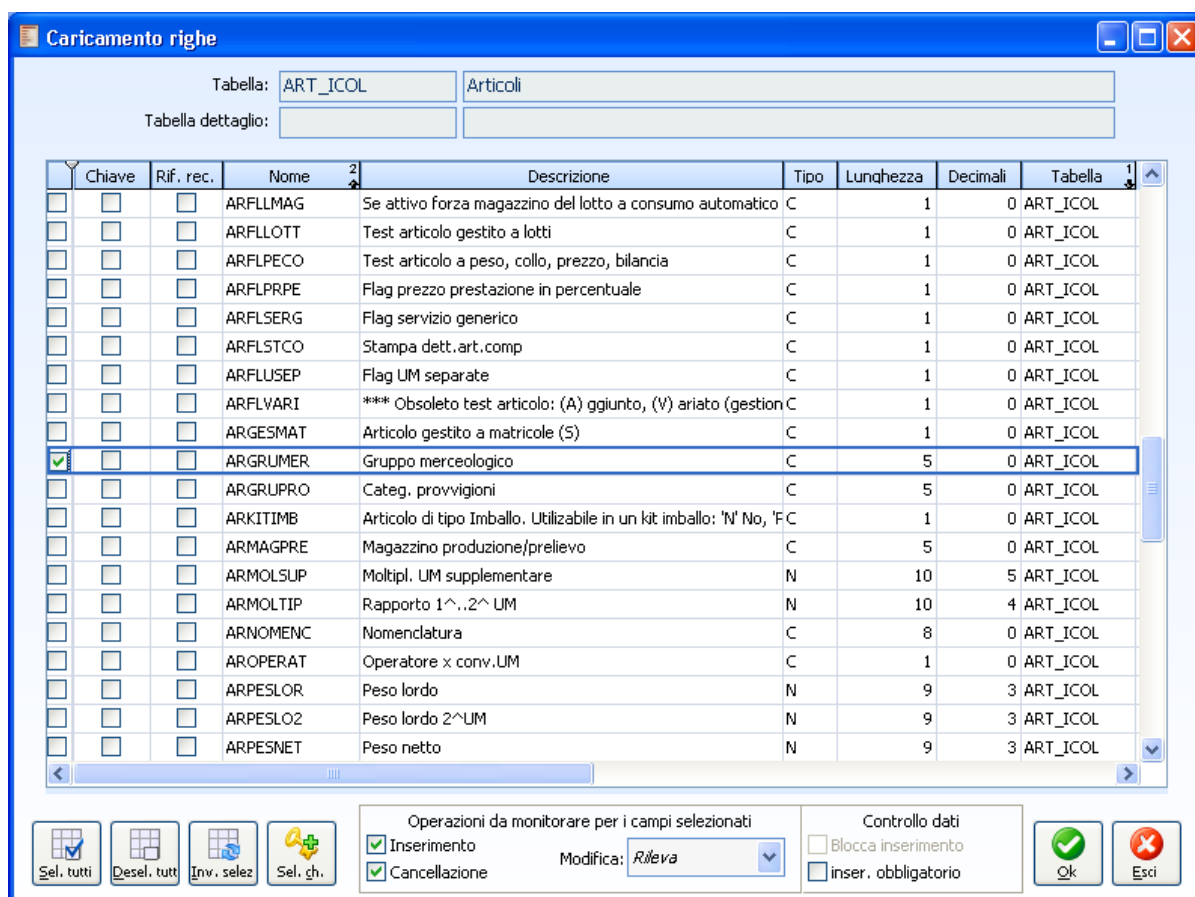 Caricamento righe
Tabella: ART_ICOL Articoli
Tabella dettaglio:
Chiave Rif. rec. Nome 2 Descrizione Tipo Lunghezza Decimali Tabella 1
ARFLLMAG Se attivo forza magazzino del lotto a consumo automatico C 1 0 ART_ICOL
ARFLLOTT Test articolo gestito a lotti C 1 0 ART_ICOL
ARFLPECO Test articolo a peso, collo, prezzo, bilancia C 1 0 ART_ICOL
ARFLPRPE Flag prezzo prestazione in percentuale C 1 0 ART_ICOL
ARFLSERG Flag servizio generico C 1 0 ART_ICOL
ARFLSTCO Stampa dett.art.comp C 1 0 ART_ICOL
ARFLUSEP Flag UM separate C 1 0 ART_ICOL
ARFLVARI *** Obsoleto test articolo: (A) ggiunto, (V) ariato (gestion C 1 0 ART_ICOL
ARGESMAT Articolo gestito a matricole (S) C 1 0 ART_ICOL
ARGRUMER Gruppo merceologico C 5 0 ART_ICOL
ARGRUPRO Categ. provvigioni C 5 0 ART_ICOL
ARKITIMB Articolo di tipo Imballo. Utilizabile in un kit imballo: 'N' No, 'F C 1 0 ART_ICOL
ARMAGPRE Magazzino produzione/prelievo C 5 0 ART_ICOL
ARMOLSUP Moltipl. UM supplementare N 10 5 ART_ICOL
ARMOLTIP Rapporto 1^..2^ UM N 10 4 ART_ICOL
ARNOMENC Nomenclatura C 8 0 ART_ICOL
AROPERAT Operatore x conv.UM C 1 0 ART_ICOL
ARPESLOR Peso lordo N 9 3 ART_ICOL
ARPESLO2 Peso lordo 2^UM N 9 3 ART_ICOL
ARPESNET Peso netto N 9 3 ART_ICOL
Sel. tutti Desel. tutt Inv. selez Sel. ch.
Operazioni da monitorare per i campi selezionati
Inserimento
Cancellazione
Modifica: Rileva
Controllo dati
Blocca inserimento
inser. obbligatorio
Ok Esci